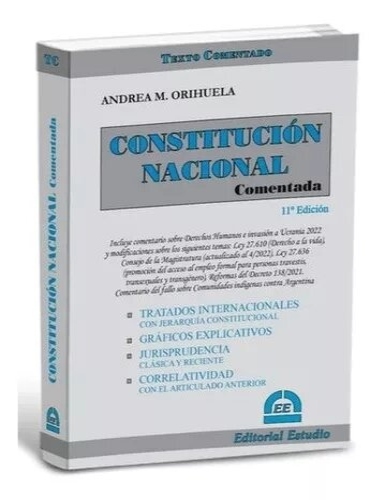 TC
CONSTITUCIÓN NACIONAL Comentada
EE
TEXTO COMENTADO
ANDREA M. ORIHUELA
CONSTITUCIÓN
NACIONAL
Comentada
11ª Edición
Incluye comentario sobre Derechos Humanos e invasión a Ucrania 2022
y modificaciones sobre los siguientes temas: Ley 27.610 (Derecho a la vida),
Consejo de la Magistratura (actualizado al 4/2022), Ley 27.636
(promoción del acceso al empleo formal para personas travestis,
transexuales y transgénero), Reformas del Decreto 138/2021.
Comentario del fallo sobre Comunidades indígenas contra Argentina
TRATADOS INTERNACIONALES
CON JERARQUÍA CONSTITUCIONAL
GRÁFICOS EXPLICATIVOS
JURISPRUDENCIA
CLÁSICA Y RECIENTE
CORRELATIVIDAD
CON EL ARTICULADO ANTERIOR
EE
Editorial Estudio